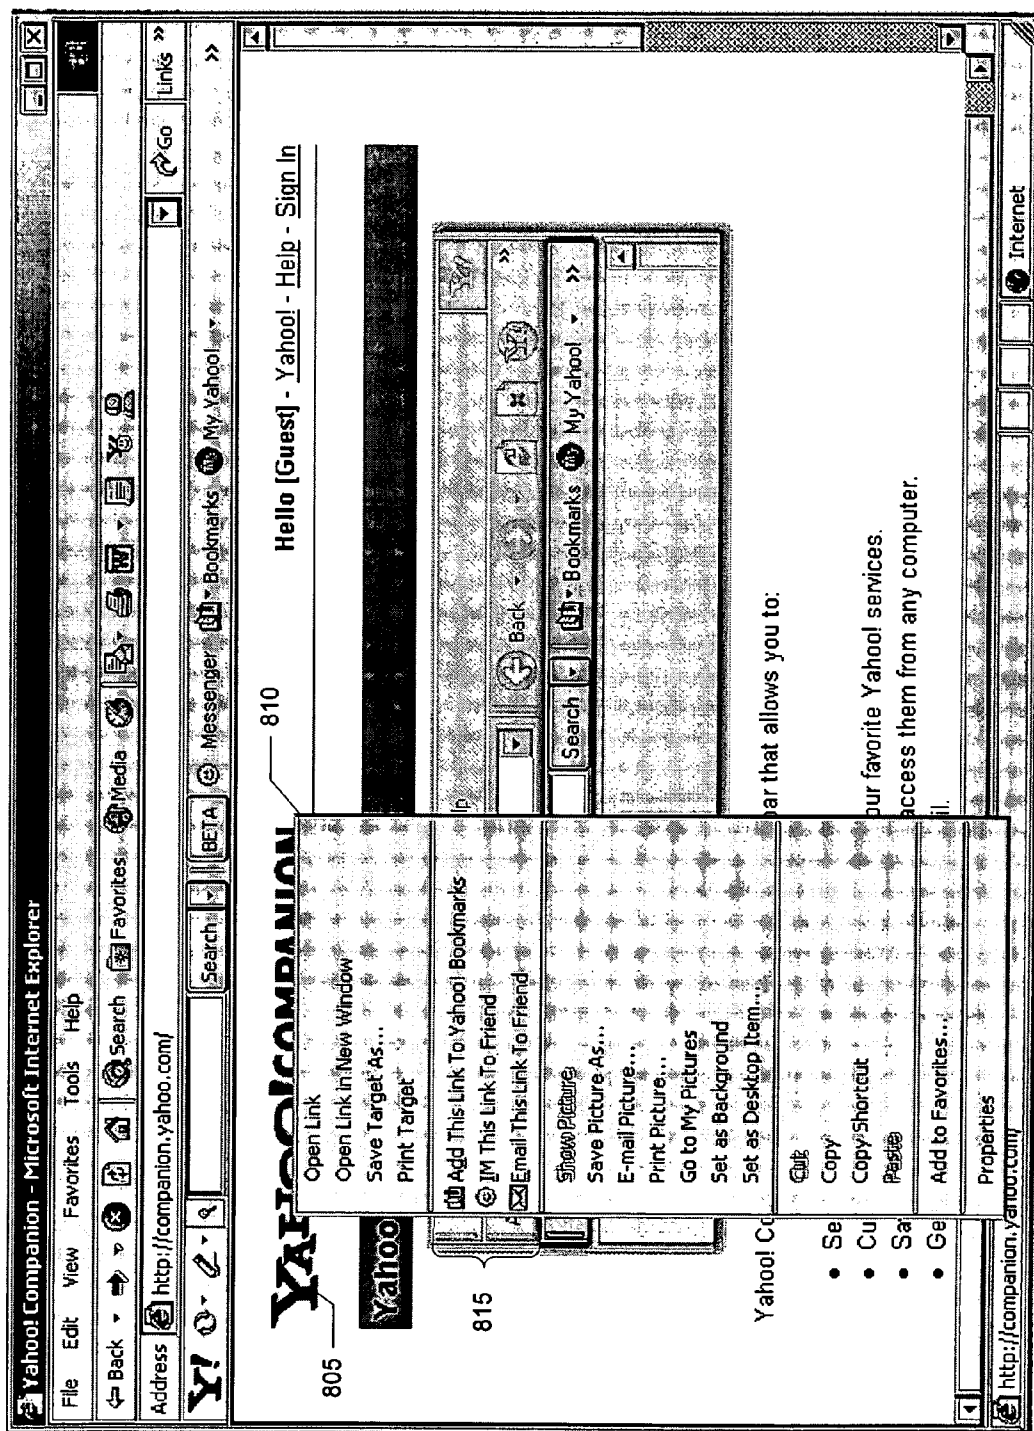 Yahoo! Companion - Microsoft Internet Explorer
File Edit View Favorites Tools Help
Back Search Favorites Media
Address http://companion.yahoo.com/ Go Links »
Y! Search BETA Messenger Bookmarks My Yahoo! »
YAHOO! COMPANION
Hello [Guest] - Yahoo! - Help - Sign In
805
810
815
Yahoo
Open Link
Open Link in New Window
Save Target As...
Print Target
Add This Link To Yahoo! Bookmarks
IM This Link To Friend
Email This Link To Friend
Show Picture
Save Picture As...
E-mail Picture...
Print Picture...
Go to My Pictures
Set as Background
Set as Desktop Item...
Cut
Copy
Copy Shortcut
Paste
Add to Favorites...
Properties
Back »
Search Bookmarks My Yahoo! »
Yahoo! Co
bar that allows you to:
• Se
our favorite Yahoo! services.
• Cu
access them from any computer.
• Sa
il.
• Ge
http://companion.yahoo.com/
Internet